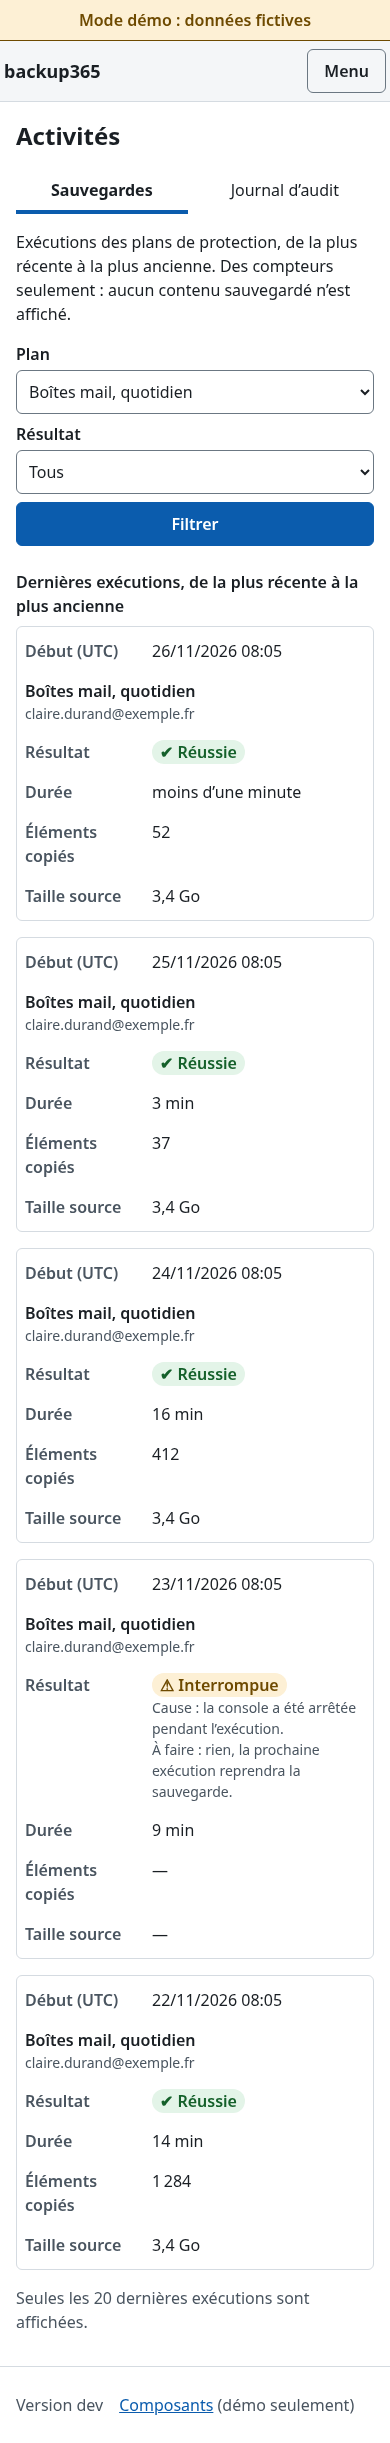 Mode démo : données fictives
backup365
Menu
Activités
Sauvegardes
Journal d’audit
Exécutions des plans de protection, de la plus
récente à la plus ancienne. Des compteurs
seulement : aucun contenu sauvegardé n’est
affiché.
Plan
Boîtes mail, quotidien
Résultat
Tous
Filtrer
Dernières exécutions, de la plus récente à la
plus ancienne
Début (UTC) 26/11/2026 08:05
Boîtes mail, quotidien
claire.durand@exemple.fr
Résultat ✔ Réussie
Durée moins d’une minute
Éléments
copiés 52
Taille source 3,4 Go
Début (UTC) 25/11/2026 08:05
Boîtes mail, quotidien
claire.durand@exemple.fr
Résultat ✔ Réussie
Durée 3 min
Éléments
copiés 37
Taille source 3,4 Go
Début (UTC) 24/11/2026 08:05
Boîtes mail, quotidien
claire.durand@exemple.fr
Résultat ✔ Réussie
Durée 16 min
Éléments
copiés 412
Taille source 3,4 Go
Début (UTC) 23/11/2026 08:05
Boîtes mail, quotidien
claire.durand@exemple.fr
Résultat ⚠ Interrompue
Cause : la console a été arrêtée
pendant l’exécution.
À faire : rien, la prochaine
exécution reprendra la
sauvegarde.
Durée 9 min
Éléments
copiés —
Taille source —
Début (UTC) 22/11/2026 08:05
Boîtes mail, quotidien
claire.durand@exemple.fr
Résultat ✔ Réussie
Durée 14 min
Éléments
copiés 1 284
Taille source 3,4 Go
Seules les 20 dernières exécutions sont
affichées.
Version dev Composants (démo seulement)